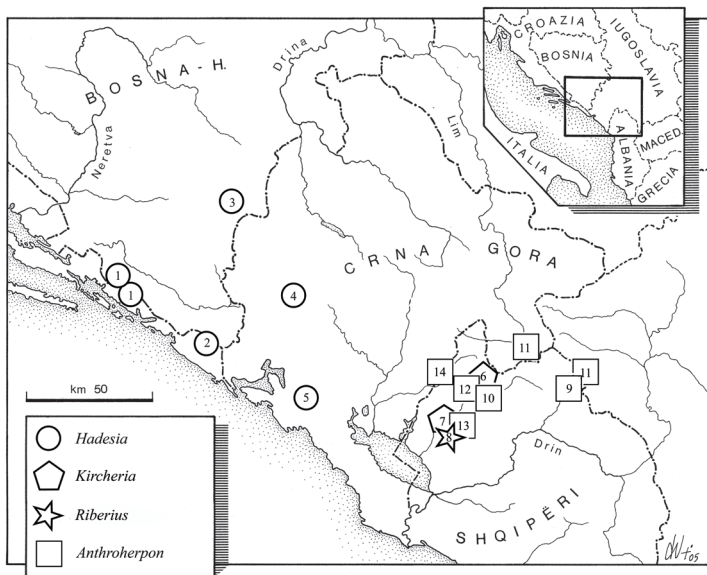 CROAZIA
BOSNIA
IUGOSLAVIA
ITALIA
ALBANIA
MACED.
GRECIA
BOSNA-H.
Drina
Neretva
Lim
CRNA GORA
3
1
1
4
2
5
11
14
6
11
12
10
9
7
13
8
km 50
Drin
SHQIPËRI
Hadesia
Kircheria
Riberius
Anthroherpon